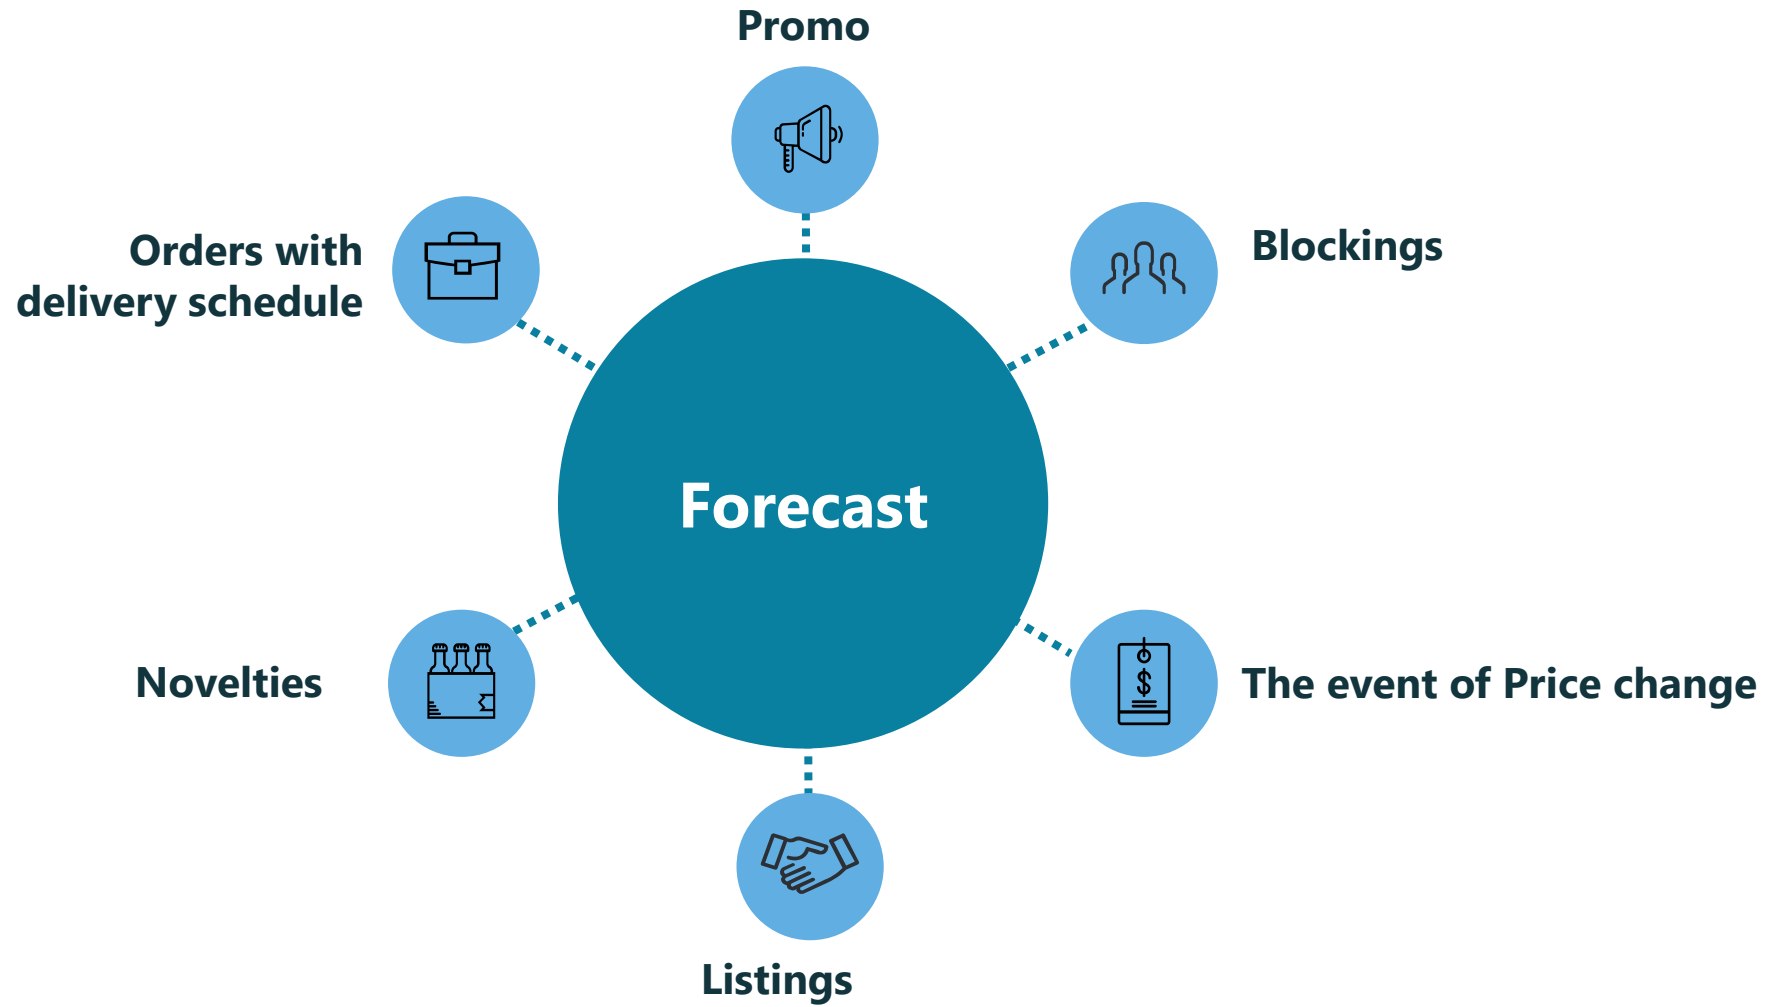 Promo
Orders with
delivery schedule
Blockings
Forecast
Novelties
The event of Price change
Listings